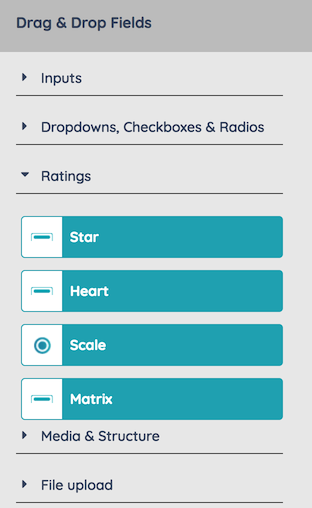 Drag & Drop Fields
Inputs
Dropdowns, Checkboxes & Radios
Ratings
Star
Heart
Scale
Matrix
Media & Structure
File upload